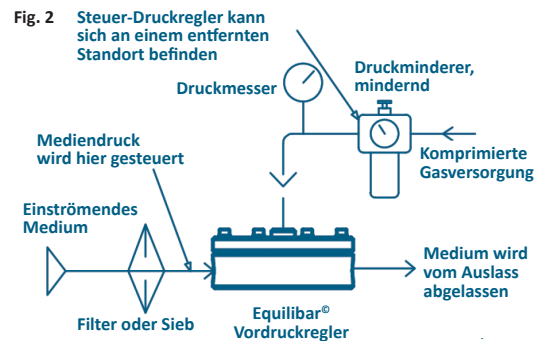 Fig. 2
Steuer-Druckregler kann
sich an einem entfernten
Standort befinden
Druckmesser
Druckminderer,
mindernd
Komprimierte
Gasversorgung
Mediendruck
wird hier gesteuert
Einströmendes
Medium
Filter oder Sieb
Equilibar©
Vordruckregler
Medium wird
vom Auslass
abgelassen